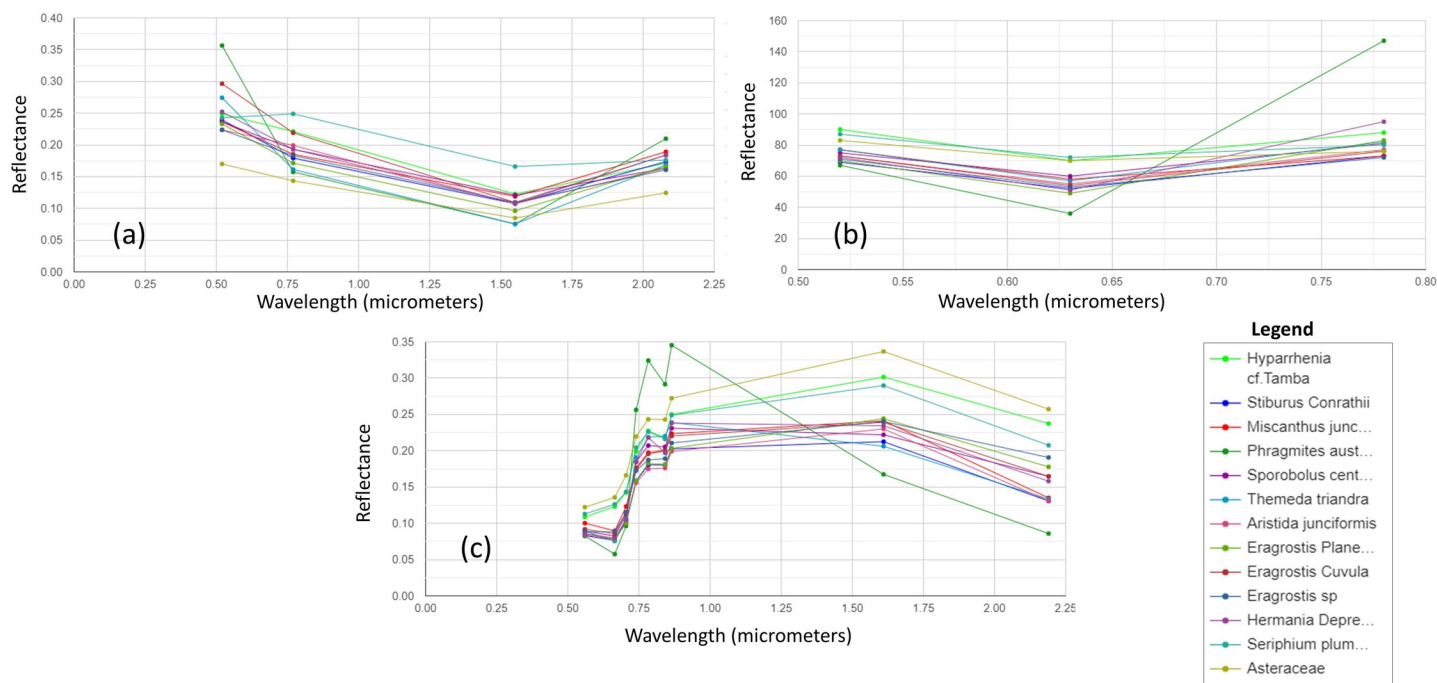 0.40
0.35
0.30
0.25
0.20
0.15
0.10
0.05
0.00
Reflectance
(a)
0.00 0.25 0.50 0.75 1.00 1.25 1.50 1.75 2.00 2.25
Wavelength (micrometers)
160
140
120
100
80
60
40
20
0
Reflectance
(b)
0.50 0.55 0.60 0.65 0.70 0.75 0.80
Wavelength (micrometers)
0.35
0.30
0.25
0.20
0.15
0.10
0.05
0.00
Reflectance
(c)
0.00 0.25 0.50 0.75 1.00 1.25 1.50 1.75 2.00 2.25
Wavelength (micrometers)
Legend
Hyparrhenia
cf.Tamba
Stiburus Conrathii
Miscanthus junc...
Phragmites aust...
Sporobolus cent...
Themeda triandra
Aristida junciformis
Eragrostis Plane...
Eragrostis Cuvula
Eragrostis sp
Hermania Depre...
Seriphium plum...
Asteraceae